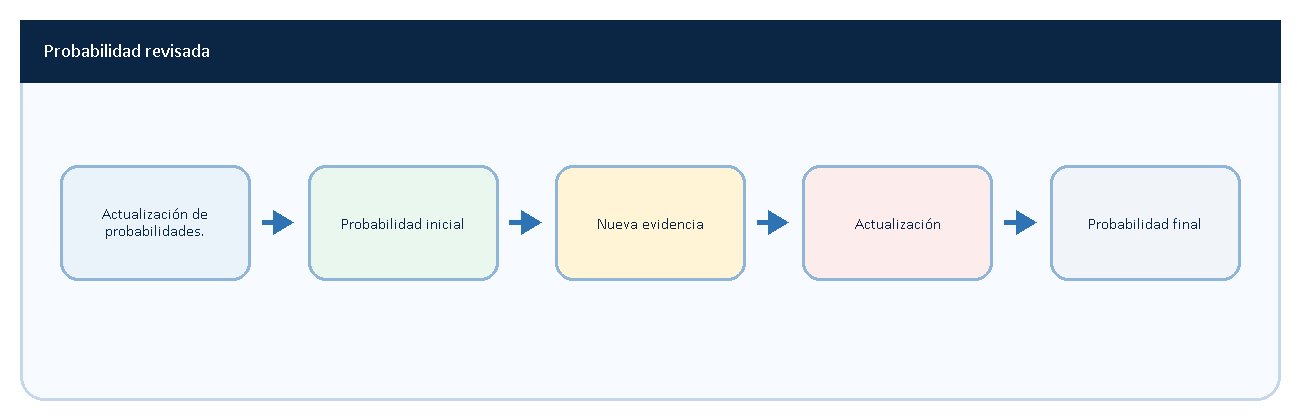 Probabilidad revisada
Actualización de
probabilidades.
Probabilidad inicial
Nueva evidencia
Actualización
Probabilidad final